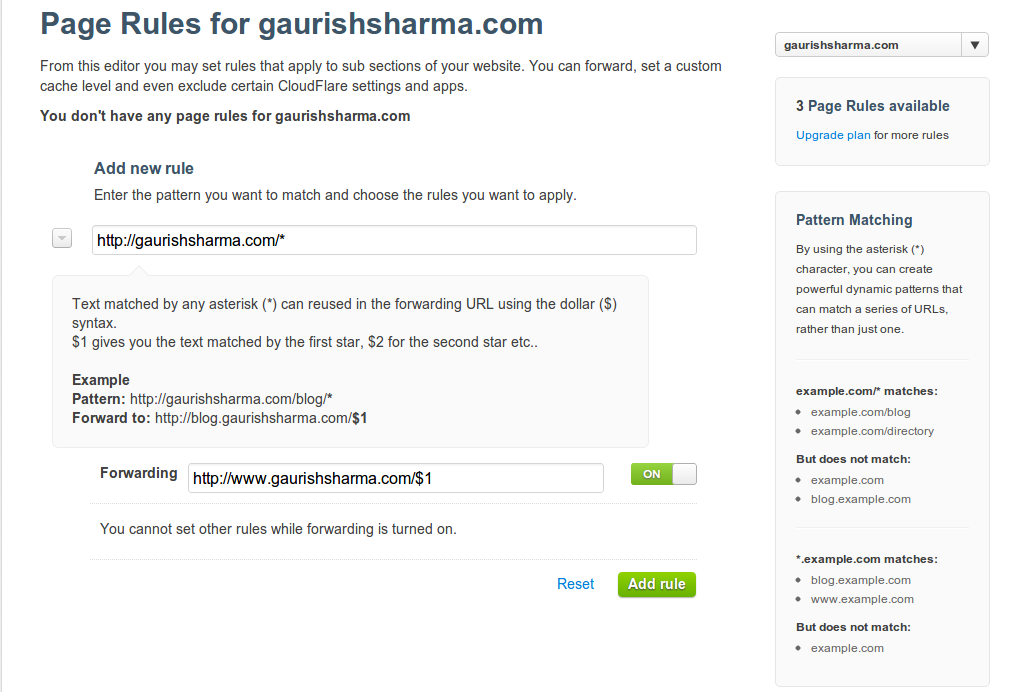 Page Rules for gaurishsharma.com
From this editor you may set rules that apply to sub sections of your website. You can forward, set a custom
cache level and even exclude certain CloudFlare settings and apps.
You don't have any page rules for gaurishsharma.com
Add new rule
Enter the pattern you want to match and choose the rules you want to apply.
http://gaurishsharma.com/*
Text matched by any asterisk (*) can reused in the forwarding URL using the dollar ($)
syntax.
$1 gives you the text matched by the first star, $2 for the second star etc..
Example
Pattern: http://gaurishsharma.com/blog/*
Forward to: http://blog.gaurishsharma.com/$1
Forwarding http://www.gaurishsharma.com/$1 ON
You cannot set other rules while forwarding is turned on.
Reset Add rule
gaurishsharma.com
3 Page Rules available
Upgrade plan for more rules
Pattern Matching
By using the asterisk (*)
character, you can create
powerful dynamic patterns that
can match a series of URLs,
rather than just one.
example.com/* matches:
example.com/blog
example.com/directory
But does not match:
example.com
blog.example.com
*.example.com matches:
blog.example.com
www.example.com
But does not match:
example.com